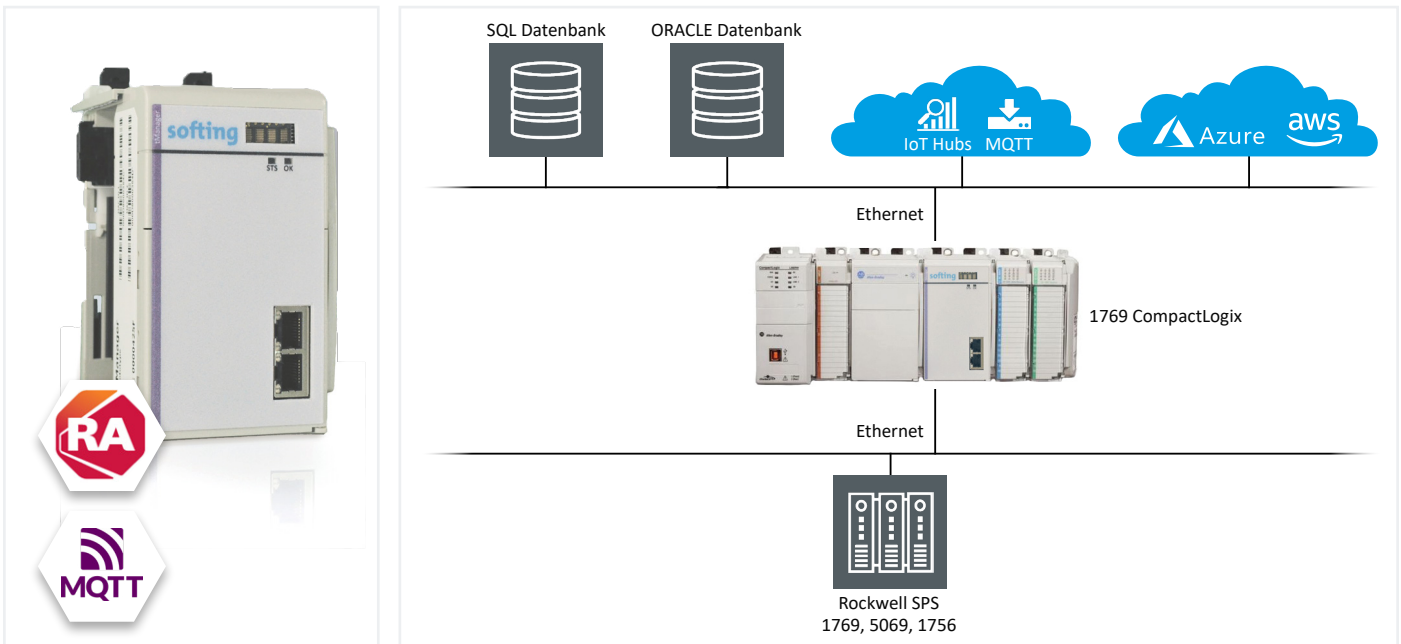 softing
STS OK
RA
MQTT
SQL Datenbank
ORACLE Datenbank
IoT Hubs
MQTT
Azure
aws
Ethernet
softing
1769 CompactLogix
Ethernet
Rockwell SPS
1769, 5069, 1756